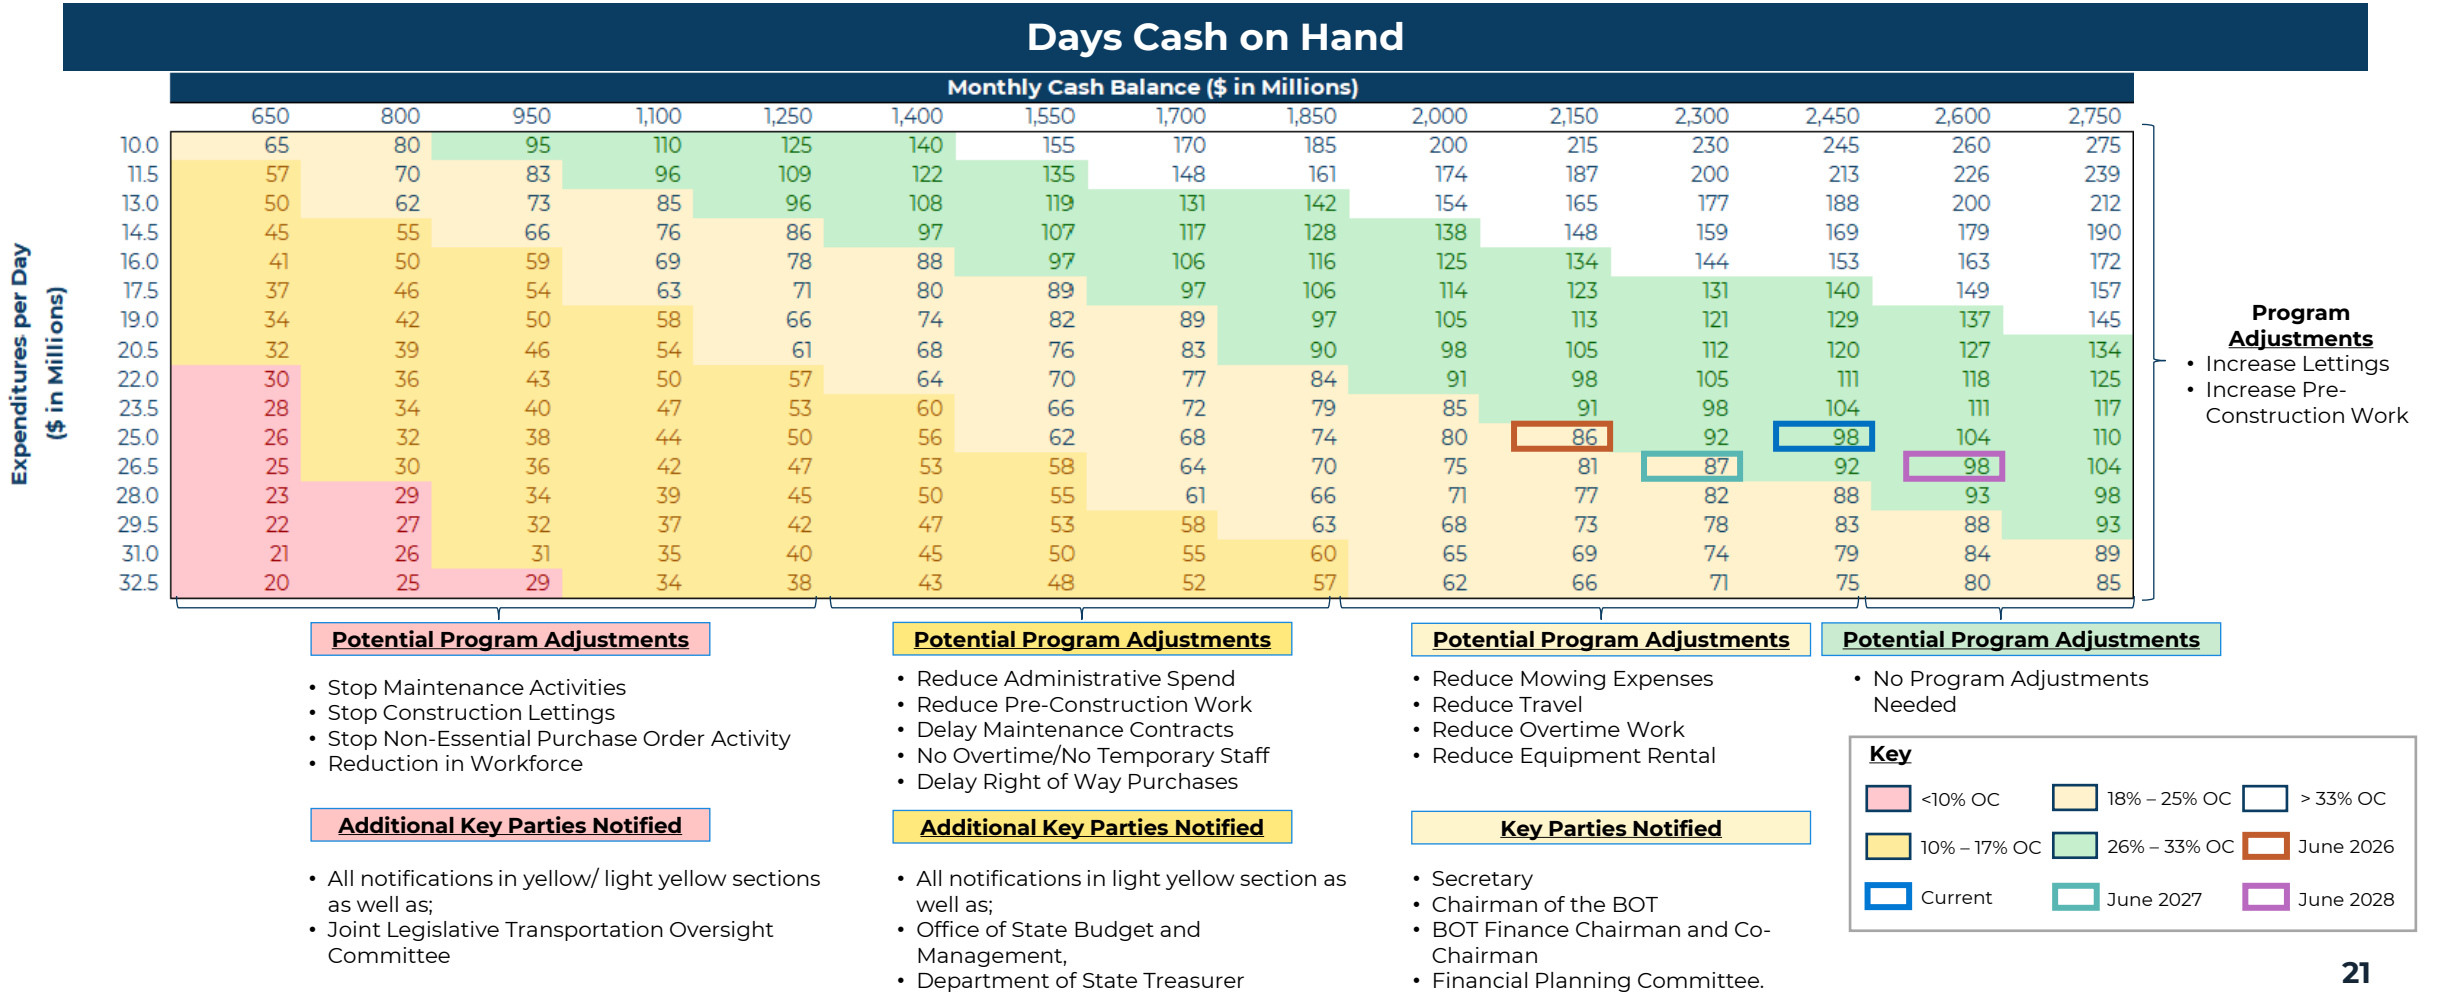 Days Cash on Hand
Monthly Cash Balance ($ in Millions)
650 800 950 1,100 1,250 1,400 1,550 1,700 1,850 2,000 2,150 2,300 2,450 2,600 2,750
Expenditures per Day
($ in Millions)
10.0 65 80 95 110 125 140 155 170 185 200 215 230 245 260 275
11.5 57 70 83 96 109 122 135 148 161 174 187 200 213 226 239
13.0 50 62 73 85 96 108 119 131 142 154 165 177 188 200 212
14.5 45 55 66 76 86 97 107 117 128 138 148 159 169 179 190
16.0 41 50 59 69 78 88 97 106 116 125 134 144 153 163 172
17.5 37 46 54 63 71 80 89 97 106 114 123 131 140 149 157
19.0 34 42 50 58 66 74 82 89 97 105 113 121 129 137 145
20.5 32 39 46 54 61 68 76 83 90 98 105 112 120 127 134
22.0 30 36 43 50 57 64 70 77 84 91 98 105 111 118 125
23.5 28 34 40 47 53 60 66 72 79 85 91 98 104 111 117
25.0 26 32 38 44 50 56 62 68 74 80 86 92 98 104 110
26.5 25 30 36 42 47 53 58 64 70 75 81 87 92 98 104
28.0 23 29 34 39 45 50 55 61 66 71 77 82 88 93 98
29.5 22 27 32 37 42 47 53 58 63 68 73 78 83 88 93
31.0 21 26 31 35 40 45 50 55 60 65 69 74 79 84 89
32.5 20 25 29 34 38 43 48 52 57 62 66 71 75 80 85
Program
Adjustments
• Increase Lettings
• Increase Pre-
Construction Work
Potential Program Adjustments
• Stop Maintenance Activities
• Stop Construction Lettings
• Stop Non-Essential Purchase Order Activity
• Reduction in Workforce
Additional Key Parties Notified
• All notifications in yellow/ light yellow sections
as well as;
• Joint Legislative Transportation Oversight
Committee
Potential Program Adjustments
• Reduce Administrative Spend
• Reduce Pre-Construction Work
• Delay Maintenance Contracts
• No Overtime/No Temporary Staff
• Delay Right of Way Purchases
Additional Key Parties Notified
• All notifications in light yellow section as
well as;
• Office of State Budget and
Management,
• Department of State Treasurer
Potential Program Adjustments
• Reduce Mowing Expenses
• Reduce Travel
• Reduce Overtime Work
• Reduce Equipment Rental
Key Parties Notified
• Secretary
• Chairman of the BOT
• BOT Finance Chairman and Co-
Chairman
• Financial Planning Committee.
Potential Program Adjustments
• No Program Adjustments
Needed
Key
<10% OC 18% – 25% OC > 33% OC
10% – 17% OC 26% – 33% OC June 2026
Current June 2027 June 2028
21